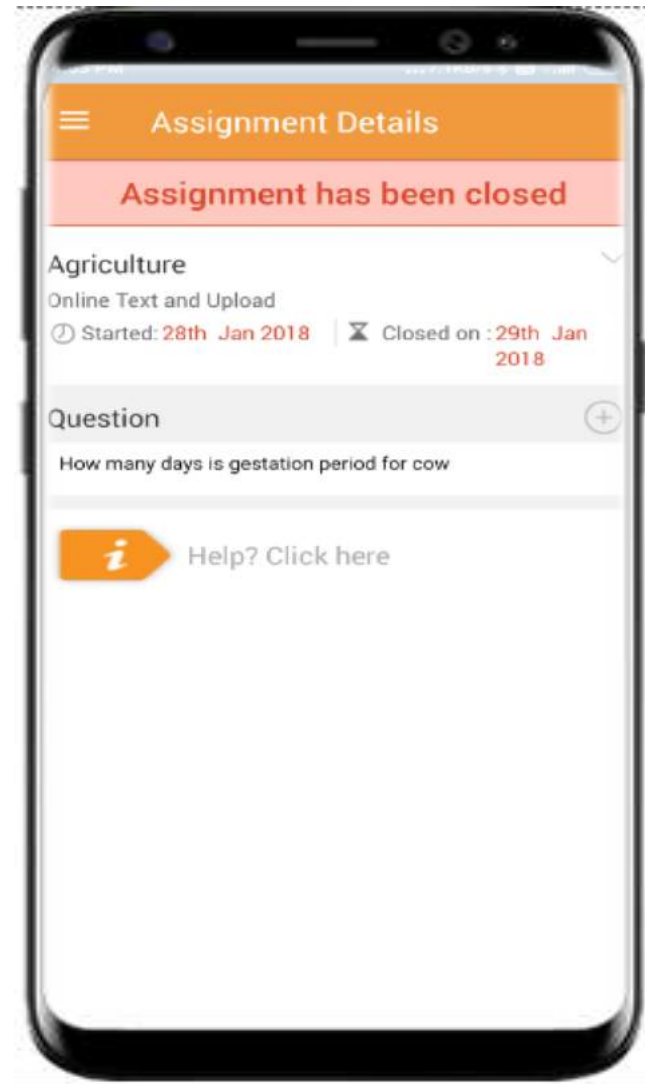 Assignment Details
Assignment has been closed
Agriculture
Online Text and Upload
Started: 28th Jan 2018 Closed on : 29th Jan
2018
Question
How many days is gestation period for cow
i Help? Click here